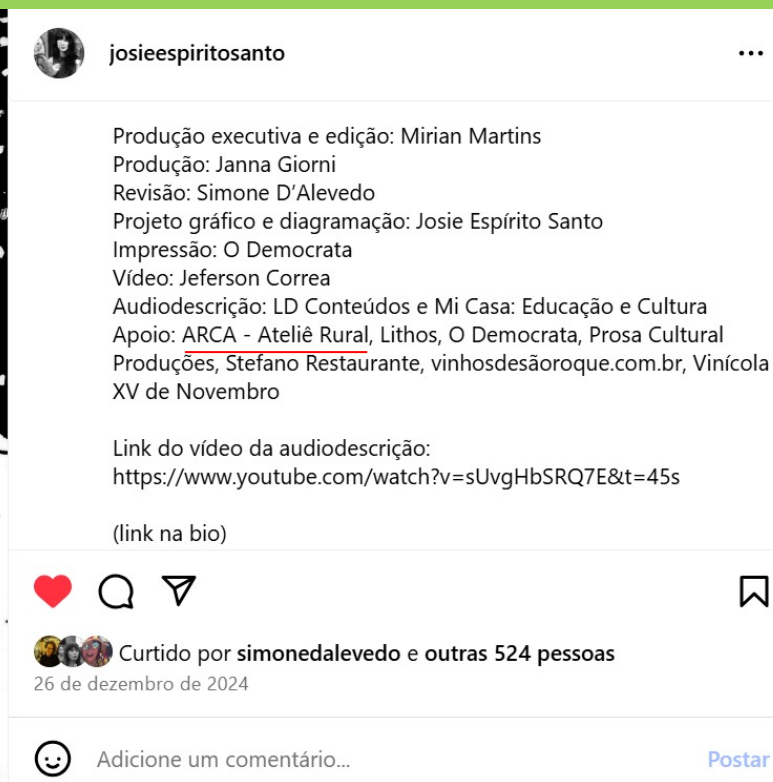 josieespiritosanto
Produção executiva e edição: Mirian Martins
Produção: Janna Giorni
Revisão: Simone D'Alevedo
Projeto gráfico e diagramação: Josie Espírito Santo
Impressão: O Democrata
Vídeo: Jeferson Correa
Audiodescrição: LD Conteúdos e Mi Casa: Educação e Cultura
Apoio: ARCA - Ateliê Rural, Lithos, O Democrata, Prosa Cultural
Produções, Stefano Restaurante, vinhosdesãoroque.com.br, Vinícola
XV de Novembro
Link do vídeo da audiodescrição:
https://www.youtube.com/watch?v=sUvgHbSRQ7E&t=45s
(link na bio)
Curtido por simonedalevedo e outras 524 pessoas
26 de dezembro de 2024
Adicione um comentário...
Postar